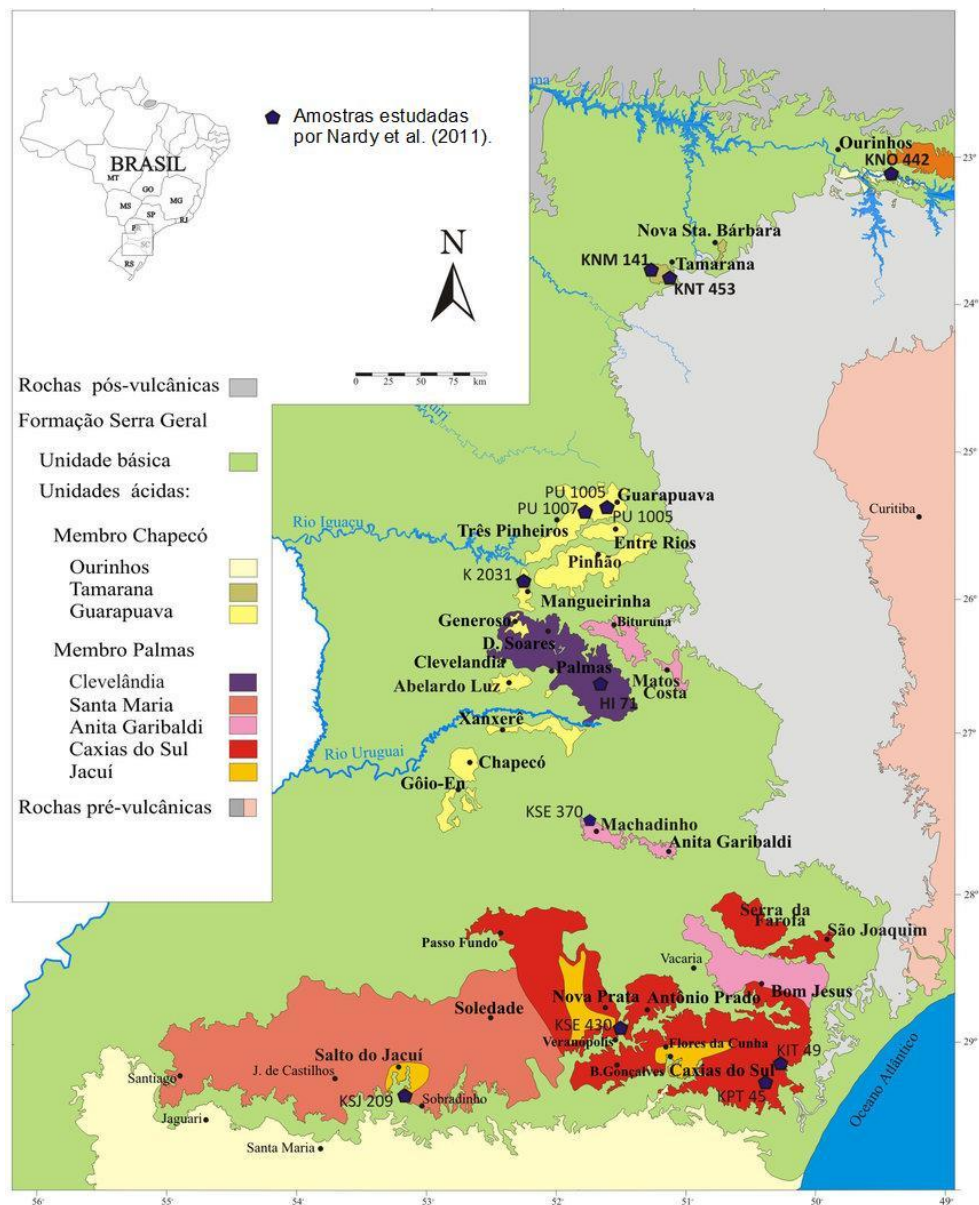 BRASIL
MT
GO
MS
MG
SP
RJ
SC
RS
Amostras estudadas
por Nardy et al. (2011).
N
0 25 50 75 km
Rochas pós-vulcânicas
Formação Serra Geral
Unidade básica
Unidades ácidas:
Membro Chapecó
Ourinhos
Tamarana
Guarapuava
Membro Palmas
Clevelândia
Santa Maria
Anita Garibaldi
Caxias do Sul
Jacuí
Rochas pré-vulcânicas
ma
Ourinhos
KNO 442
Nova Sta. Bárbara
KNM 141
Tamarana
KNT 453
PU 1005
Guarapuava
PU 1007
PU 1005
Três Pinheiros
Entre Rios
Pinhão
Curitiba
Rio Iguaçu
K 2031
Mangueirinha
Generoso
Bituruna
D. Soares
Clevelandia
Palmas
Matos
Costa
Abelardo Luz
HI 71
Xanxerê
Rio Uruguai
Chapecó
Gôio-En
KSE 370
Machadinho
Anita Garibaldi
Serra da
Farofa
São Joaquim
Passo Fundo
Vacaria
Bom Jesus
Nova Prata
Antônio Prado
Soledade
KSE 430
Veranópolis
Flores da Cunha
KIT 49
Salto do Jacuí
B.Gonçalves
Caxias do Sul
Santiago
J. de Castilhos
KPT 45
KSJ 209
Sobradinho
Jaguari
Santa Maria
Oceano Atlântico
23°
24°
25°
26°
27°
28°
29°
56°
55°
54°
53°
52°
51°
50°
49°